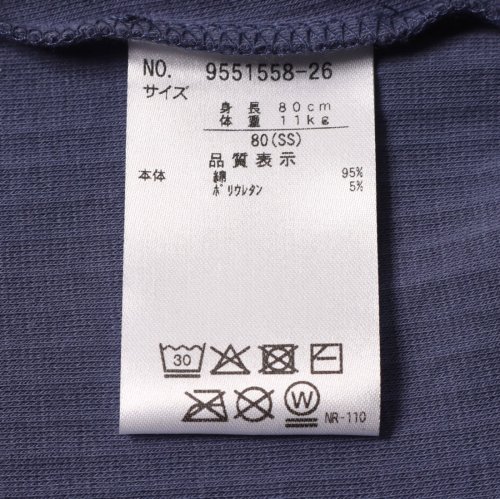 NO. 9551558-26
サイズ
身長 80cm
体重 11kg
80(SS)
品質表示
本体 綿 95%
ポリウレタン 5%
30
W
NR-110